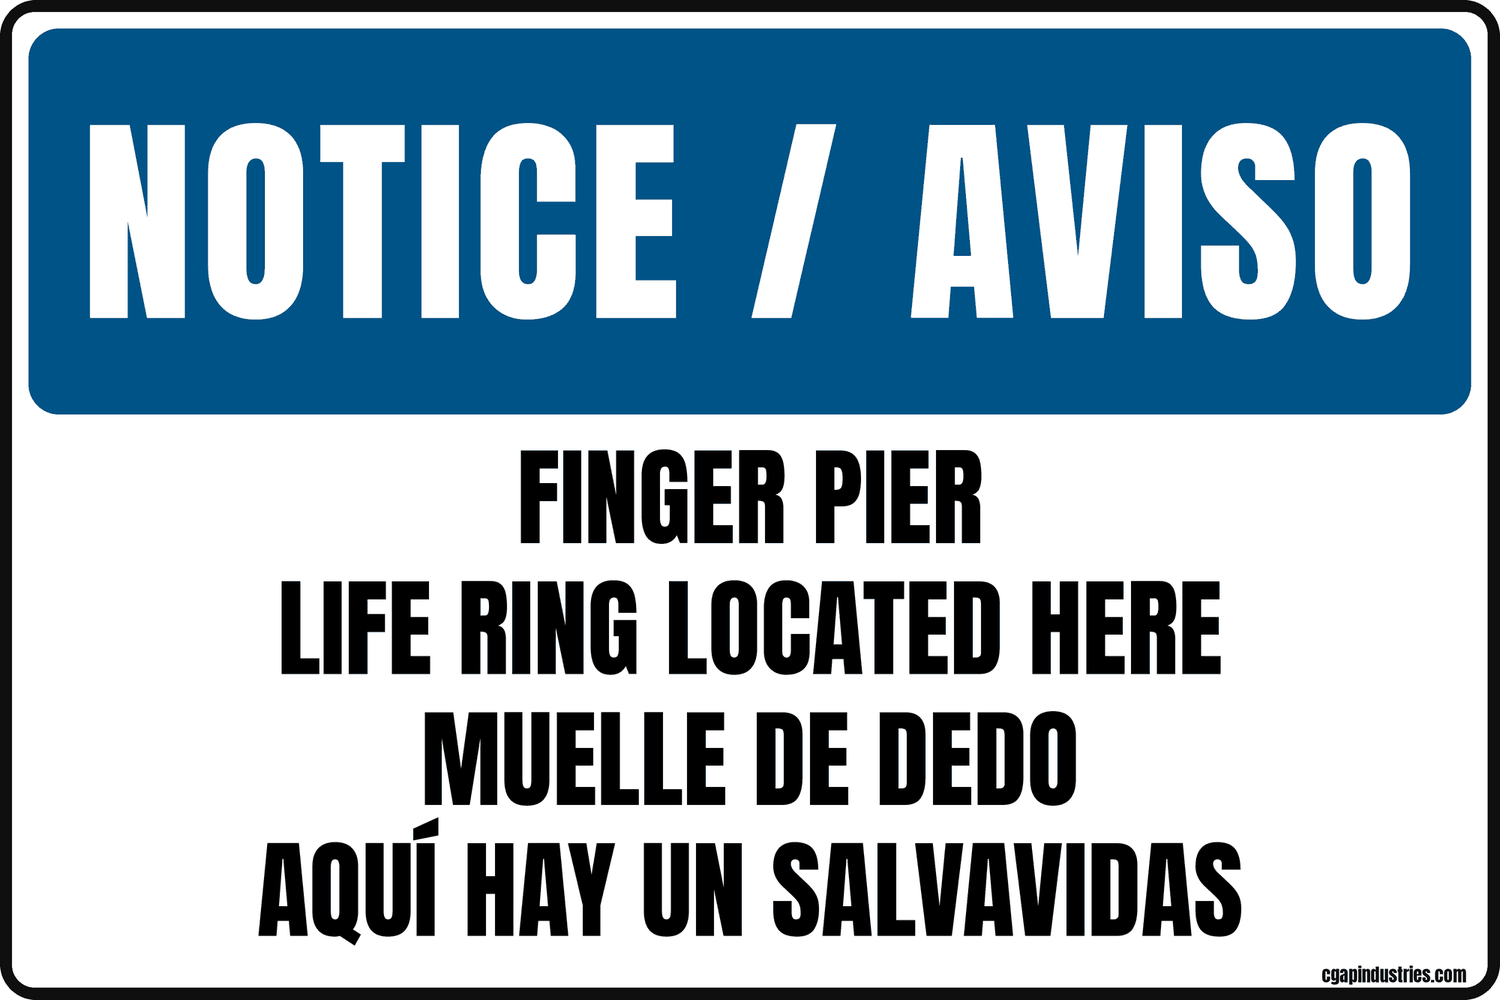 NOTICE / AVISO
FINGER PIER
LIFE RING LOCATED HERE
MUELLE DE DEDO
AQUÍ HAY UN SALVAVIDAS
cgapindustries.com